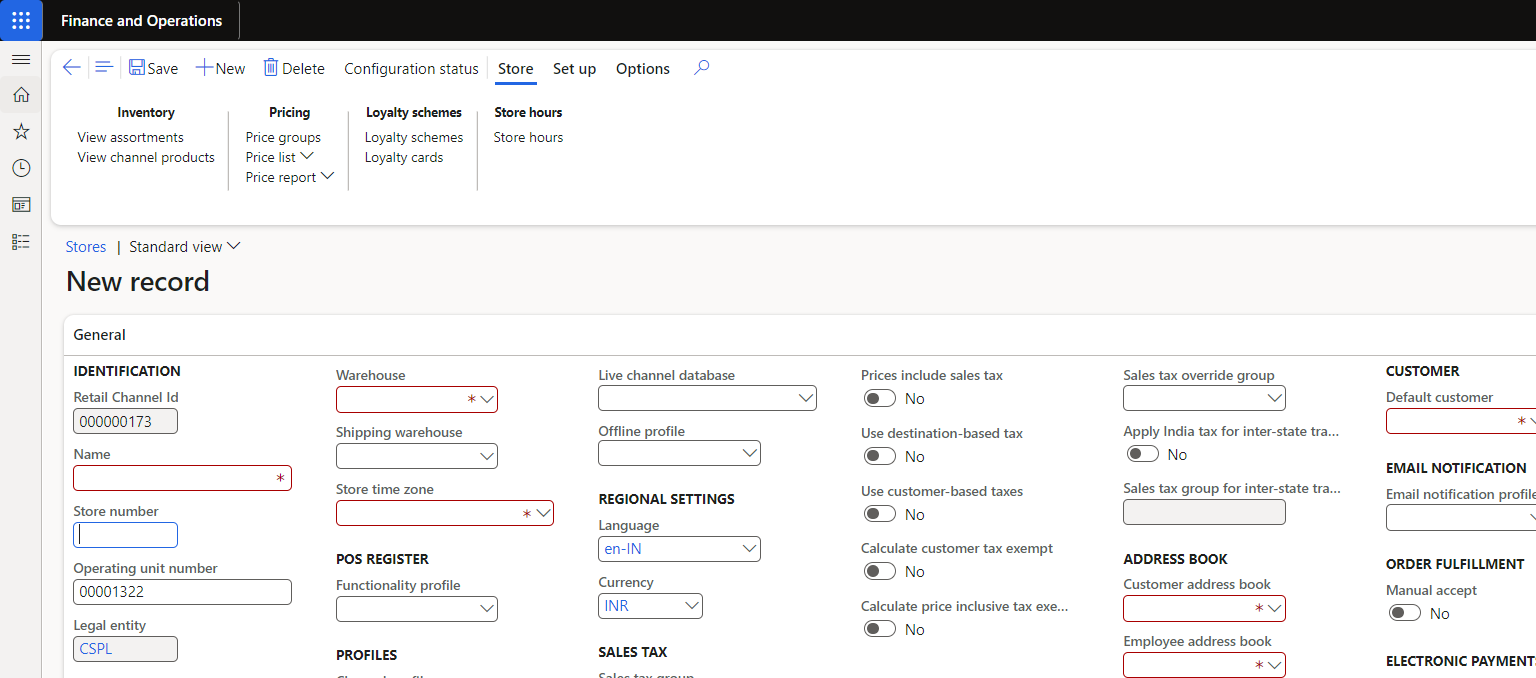 Finance and Operations
Save
New
Delete
Configuration status
Store
Set up
Options
Inventory
View assortments
View channel products
Pricing
Price groups
Price list
Price report
Loyalty schemes
Loyalty schemes
Loyalty cards
Store hours
Store hours
Stores | Standard view
New record
General
IDENTIFICATION
Retail Channel Id
000000173
Name
*
Store number
Operating unit number
00001322
Legal entity
CSPL
Warehouse
*
Shipping warehouse
Store time zone
*
POS REGISTER
Functionality profile
PROFILES
Live channel database
Offline profile
REGIONAL SETTINGS
Language
en-IN
Currency
INR
SALES TAX
Sales tax group
Prices include sales tax
No
Use destination-based tax
No
Use customer-based taxes
No
Calculate customer tax exempt
No
Calculate price inclusive tax exe...
No
Sales tax override group
Apply India tax for inter-state tra...
No
Sales tax group for inter-state tra...
ADDRESS BOOK
Customer address book
*
Employee address book
*
CUSTOMER
Default customer
*
EMAIL NOTIFICATION
Email notification profile
ORDER FULFILLMENT
Manual accept
No
ELECTRONIC PAYMENT